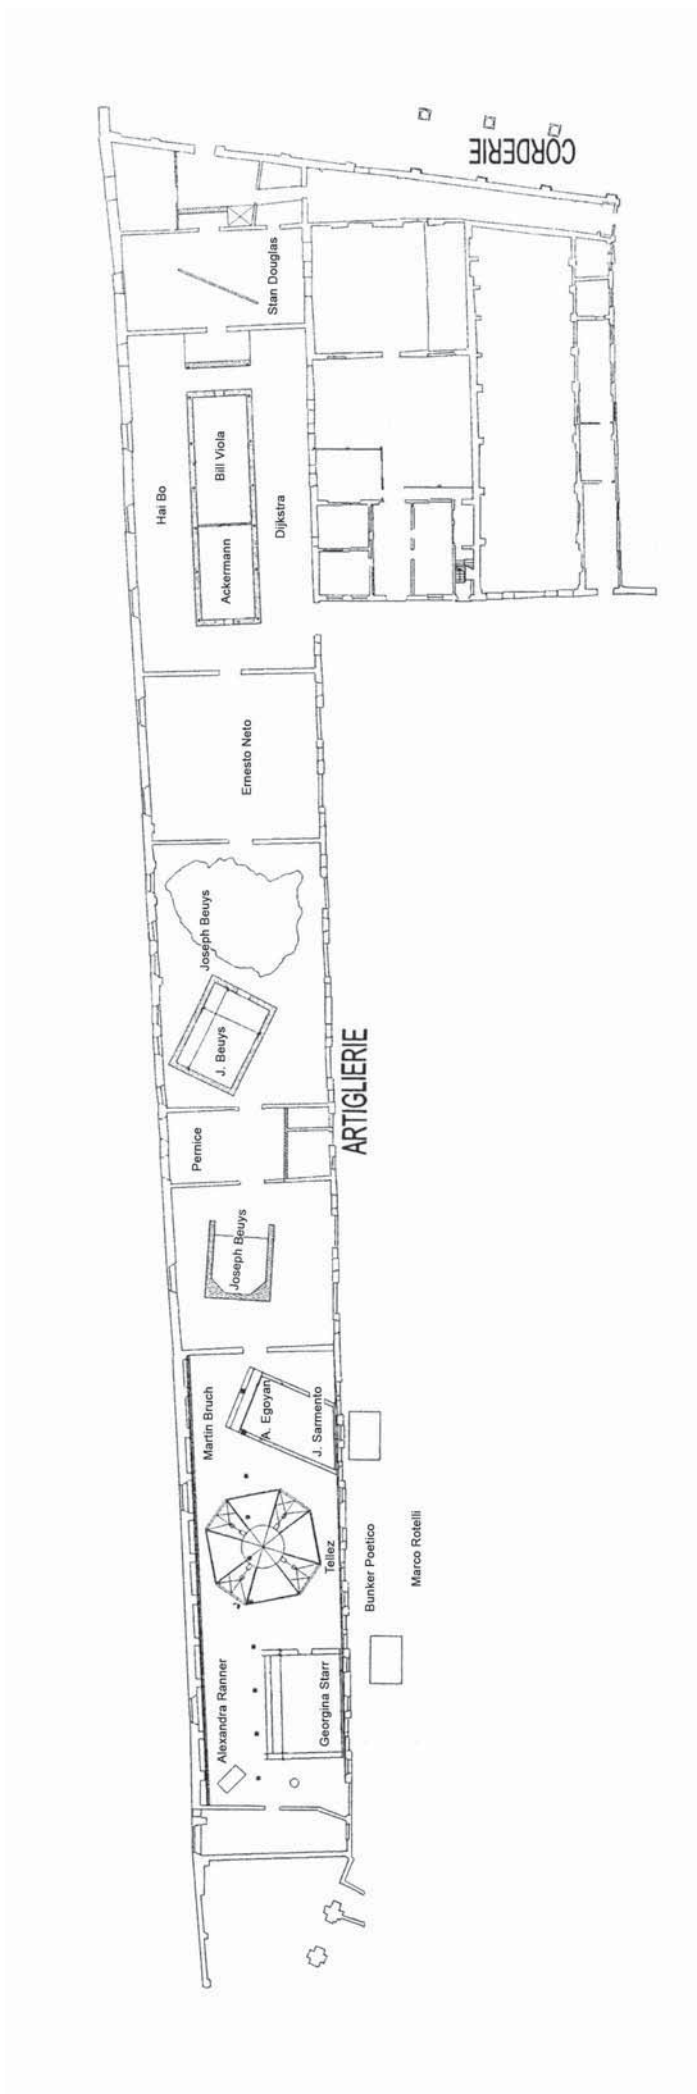 CORDERIE
Stan Douglas
Hai Bo
Bill Viola
Ackermann
Dijkstra
Ernesto Neto
Joseph Beuys
J. Beuys
ARTIGLIERIE
Pernice
Joseph Beuys
Martin Bruch
A. Egoyan
J. Sarmento
Tellez
Bunker Poetico
Marco Rotelli
Alexandra Ranner
Georgina Starr